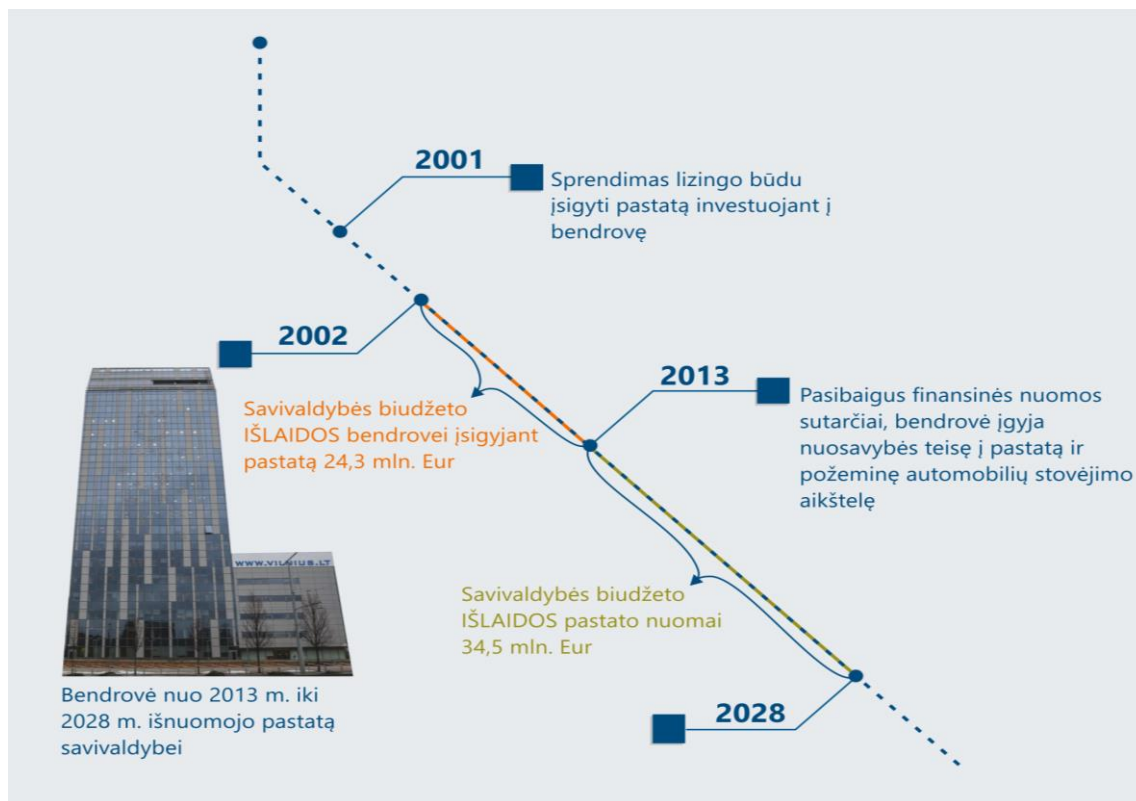 2001
Sprendimas lizingo būdu
įsigyti pastatą investuojant į
bendrovę
2002
Savivaldybės biudžeto
IŠLAIDOS bendrovei įsigyjant
pastatą 24,3 mln. Eur
2013
Pasibaigus finansinės nuomos
sutarčiai, bendrovė įgyja
nuosavybės teisę į pastatą ir
požeminę automobilių stovėjimo
aikštelę
WWW.VILNIUS.LT
Savivaldybės biudžeto
IŠLAIDOS pastato nuomai
34,5 mln. Eur
Bendrovė nuo 2013 m. iki
2028 m. išnuomojo pastatą
savivaldybei
2028